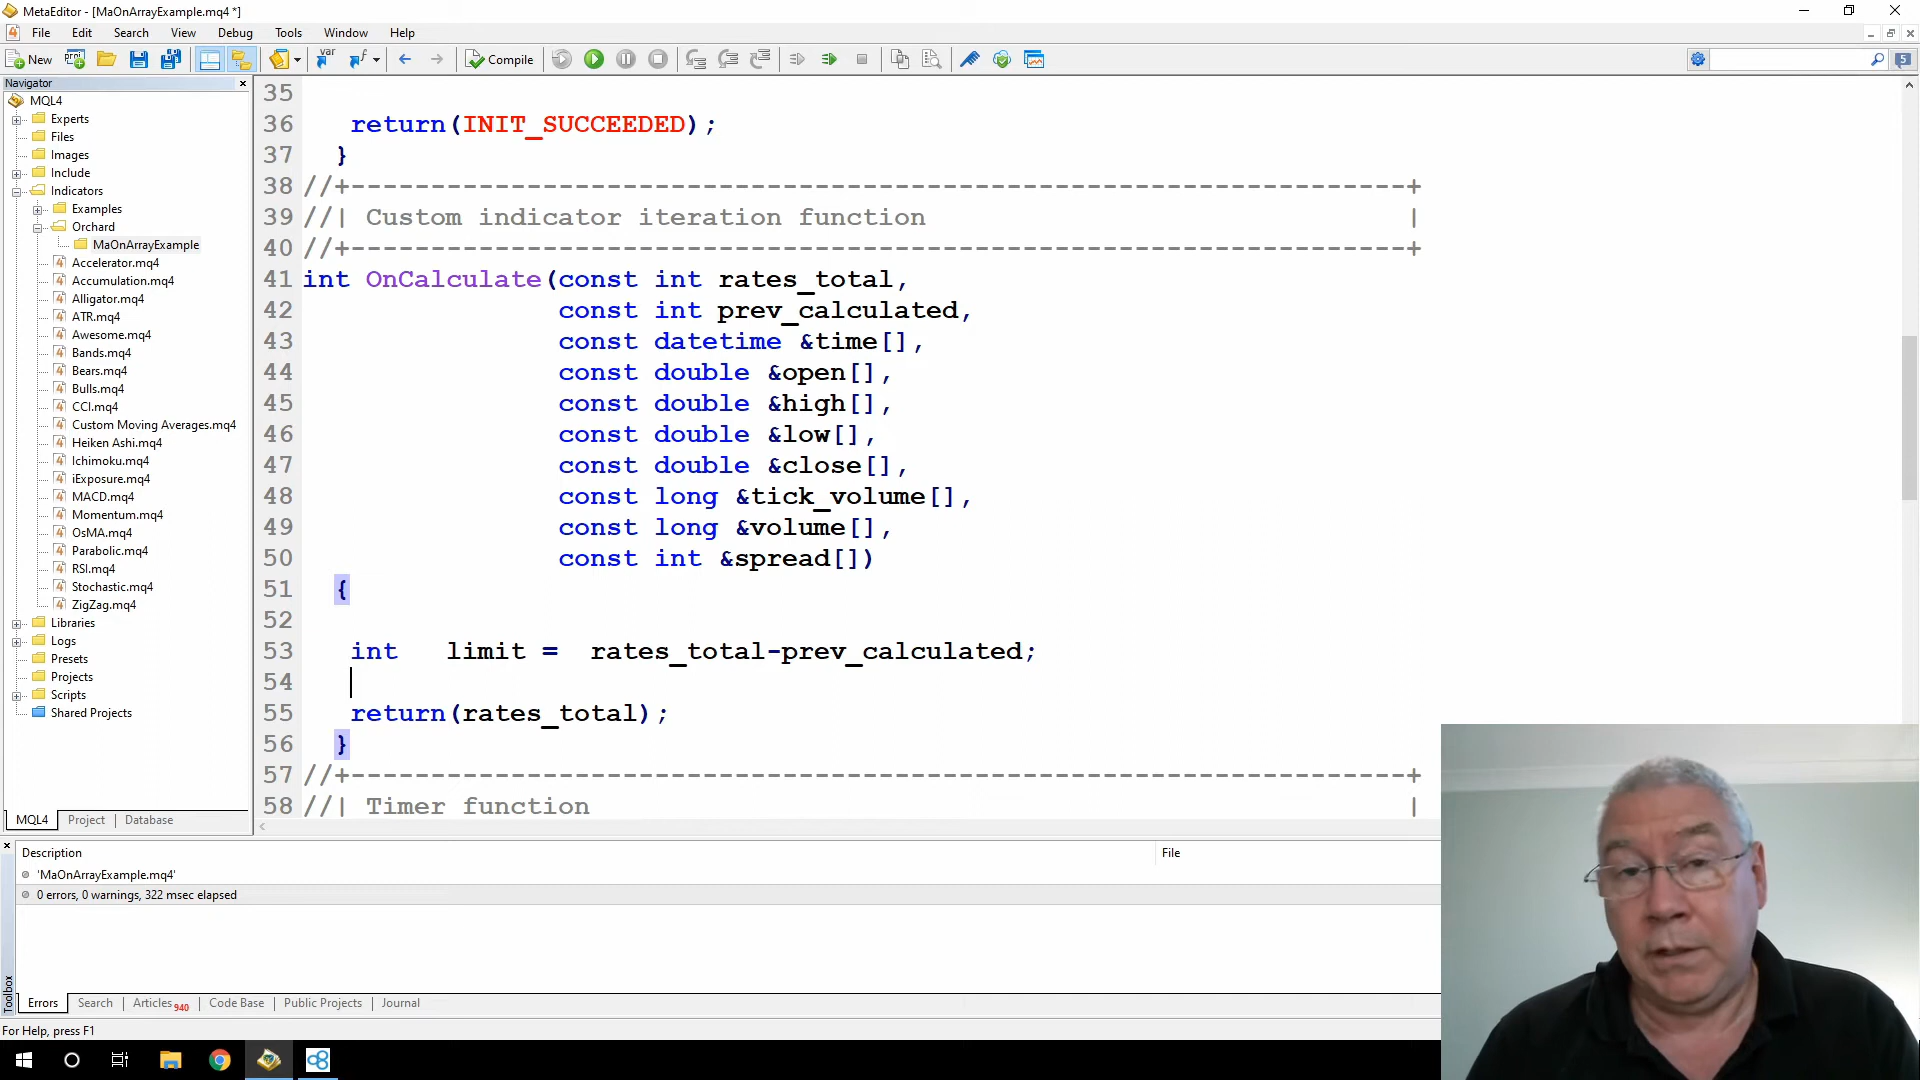 MetaEditor - [MaOnArrayExample.mq4 *]
File Edit Search View Debug Tools Window Help
New Compile
Navigator
MQL4
Experts
Files
Images
Include
Indicators
Examples
Orchard
MaOnArrayExample
Accelerator.mq4
Accumulation.mq4
Alligator.mq4
ATR.mq4
Awesome.mq4
Bands.mq4
Bears.mq4
Bulls.mq4
CCI.mq4
Custom Moving Averages.mq4
Heiken Ashi.mq4
Ichimoku.mq4
iExposure.mq4
MACD.mq4
Momentum.mq4
OsMA.mq4
Parabolic.mq4
RSI.mq4
Stochastic.mq4
ZigZag.mq4
Libraries
Logs
Presets
Projects
Scripts
Shared Projects
MQL4 Project Database
35
36 return(INIT_SUCCEEDED);
37 }
38 //+------------------------------------------------------------------+
39 //| Custom indicator iteration function |
40 //+------------------------------------------------------------------+
41 int OnCalculate(const int rates_total,
42 const int prev_calculated,
43 const datetime &time[],
44 const double &open[],
45 const double &high[],
46 const double &low[],
47 const double &close[],
48 const long &tick_volume[],
49 const long &volume[],
50 const int &spread[])
51 {
52
53 int limit = rates_total-prev_calculated;
54
55 return(rates_total);
56 }
57 //+------------------------------------------------------------------+
58 //| Timer function |
Description File
'MaOnArrayExample.mq4'
0 errors, 0 warnings, 322 msec elapsed
Toolbox
Errors Search Articles 940 Code Base Public Projects Journal
For Help, press F1